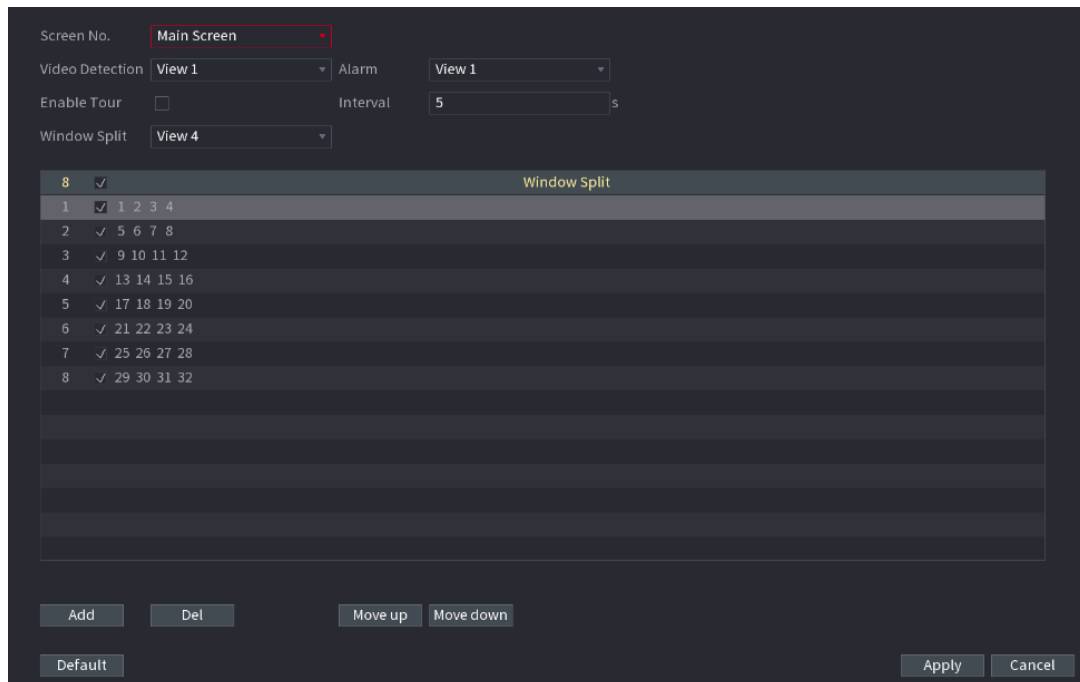 Screen No. Main Screen
Video Detection View 1 Alarm View 1
Enable Tour Interval 5 s
Window Split View 4
8 Window Split
1 1 2 3 4
2 5 6 7 8
3 9 10 11 12
4 13 14 15 16
5 17 18 19 20
6 21 22 23 24
7 25 26 27 28
8 29 30 31 32
Add Del Move up Move down
Default Apply Cancel